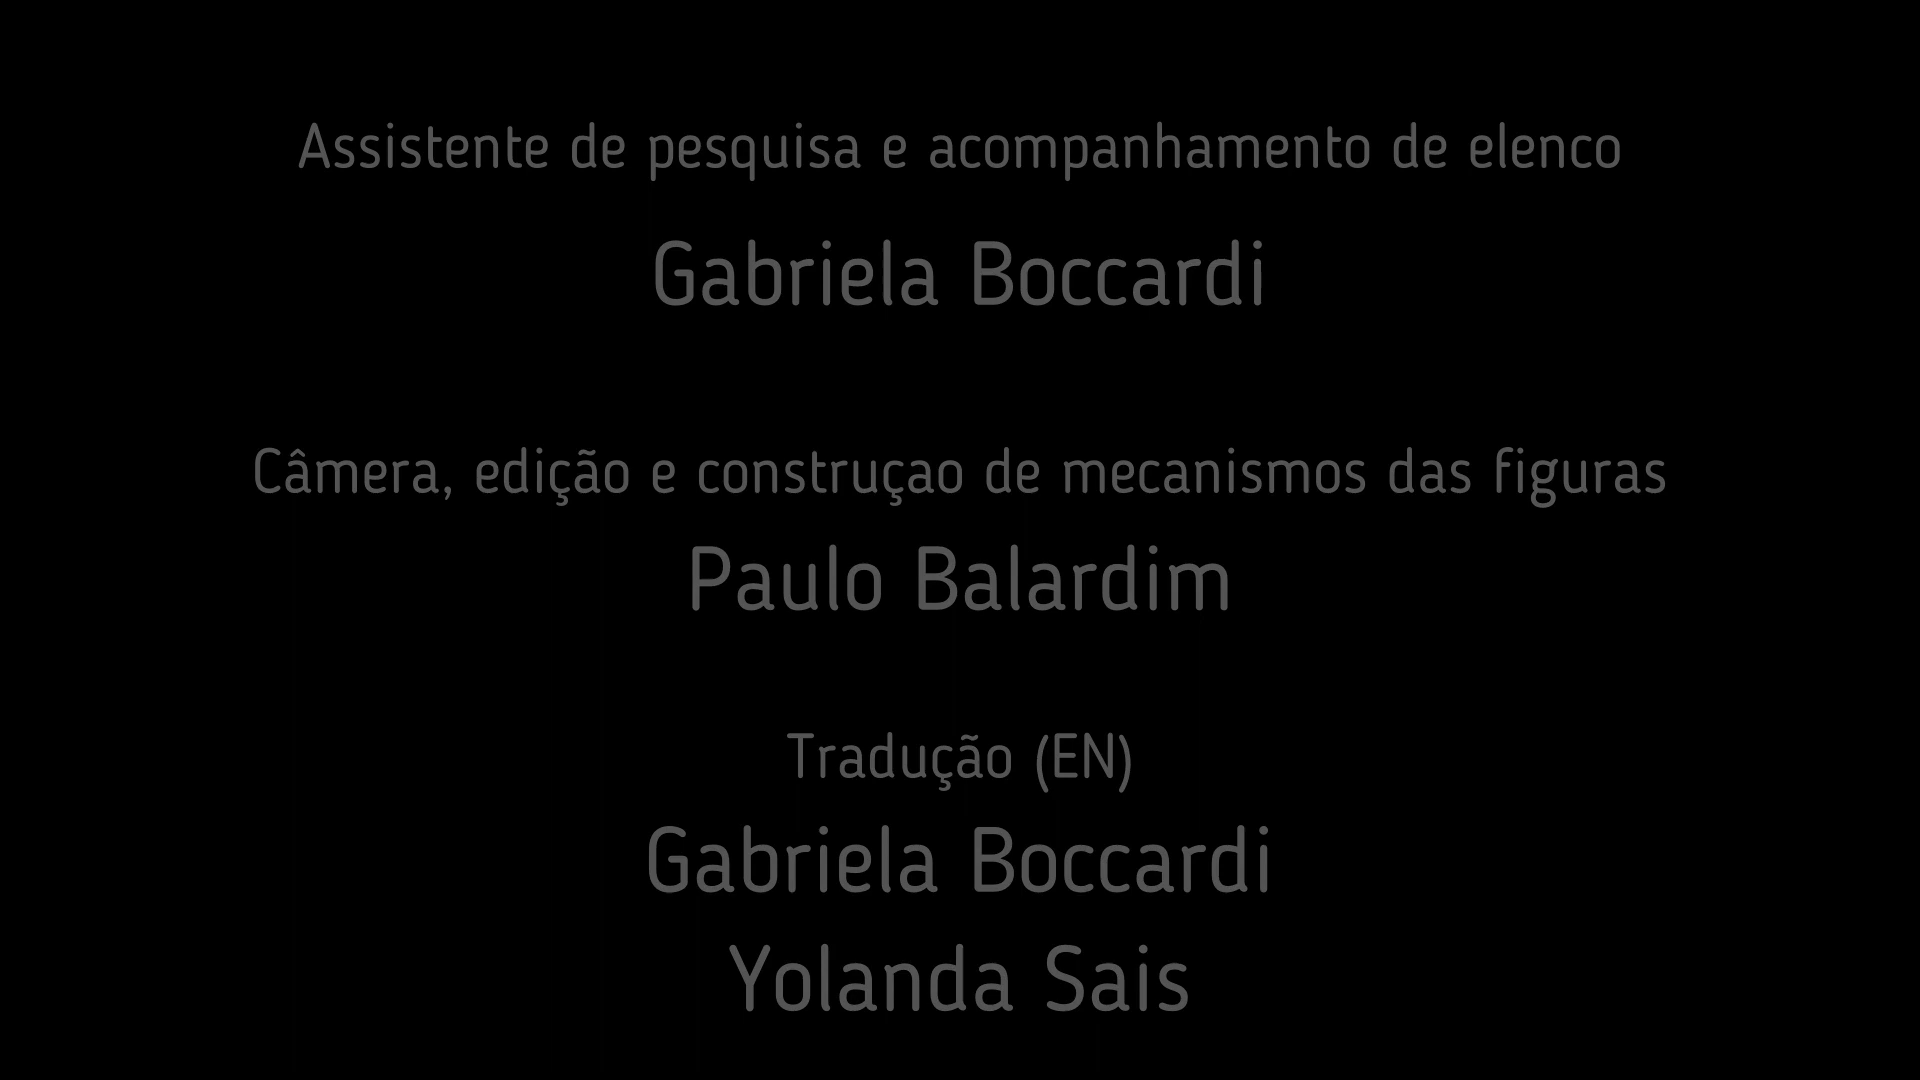 Assistente de pesquisa e acompanhamento de elenco
Gabriela Boccardi
Câmera, edição e construçao de mecanismos das figuras
Paulo Balardim
Tradução (EN)
Gabriela Boccardi
Yolanda Sais